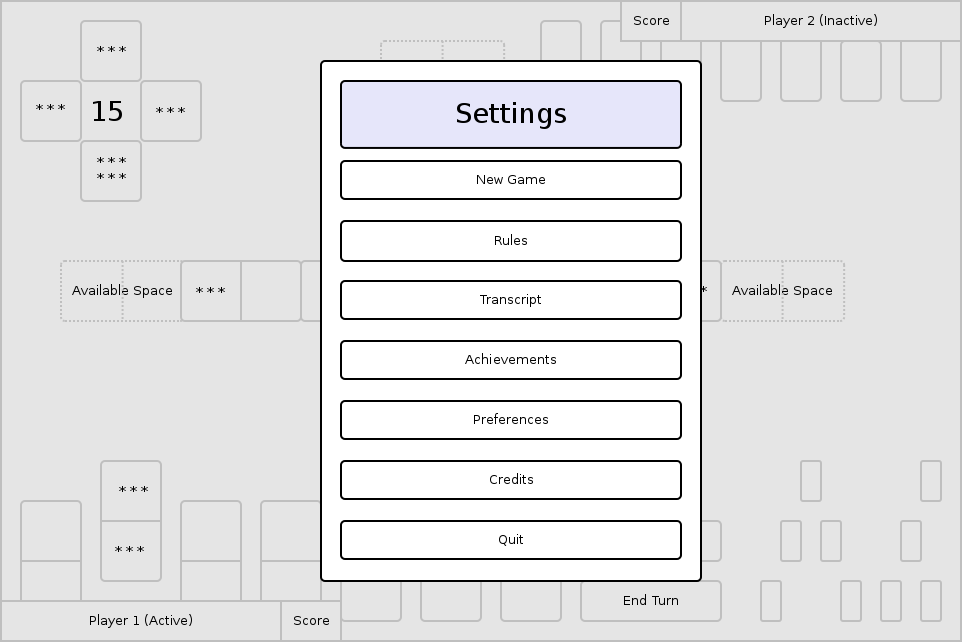 Score
Player 2 (Inactive)
***
***
15
***
***
***
Settings
New Game
Rules
Transcript
Achievements
Preferences
Credits
Quit
Available Space
***
*
Available Space
***
***
End Turn
Player 1 (Active)
Score